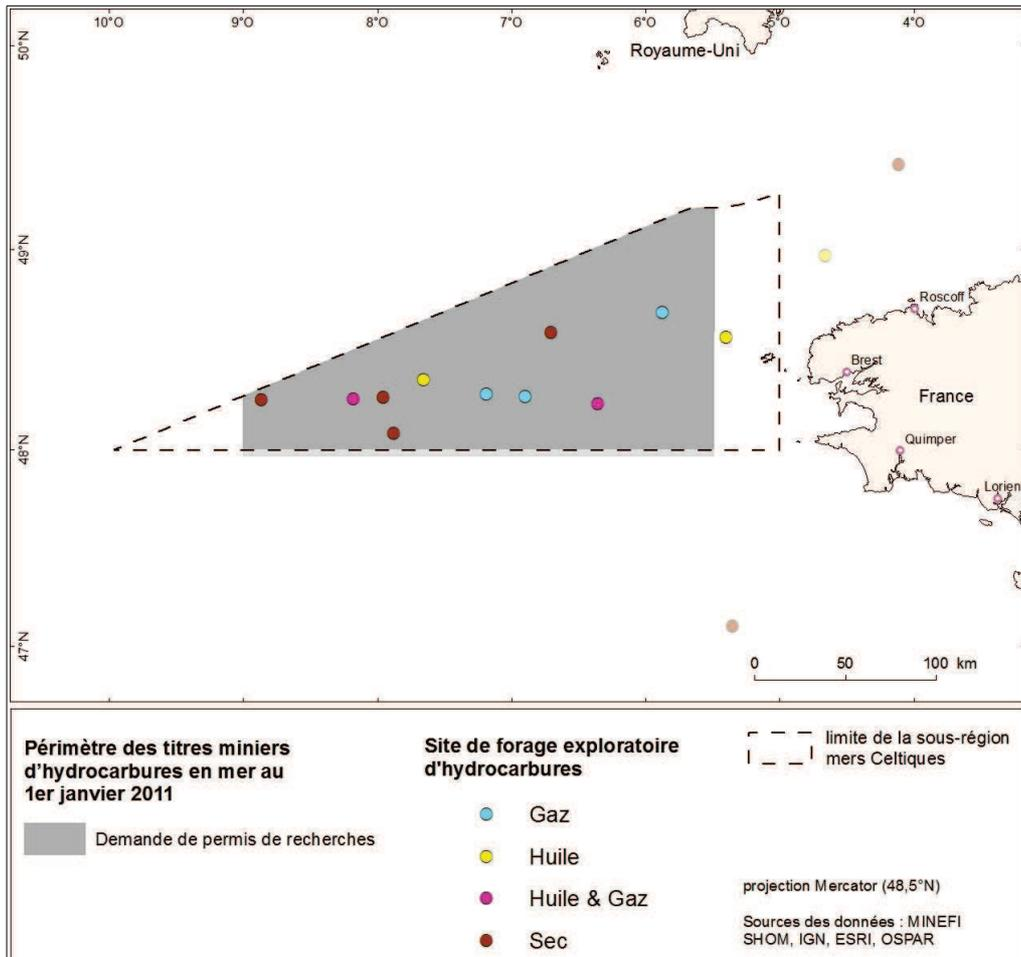 10°O 9°O 8°O 7°O 6°O 5°O 4°O
50°N
Royaume-Uni
49°N
Roscoff
Brest
France
48°N
Quimper
Lorien
47°N
0 50 100 km
Périmètre des titres miniers
d'hydrocarbures en mer au
1er janvier 2011
Demande de permis de recherches
Site de forage exploratoire
d'hydrocarbures
Gaz
Huile
Huile & Gaz
Sec
limite de la sous-région
mers Celtiques
projection Mercator (48,5°N)
Sources des données : MINEFI
SHOM, IGN, ESRI, OSPAR